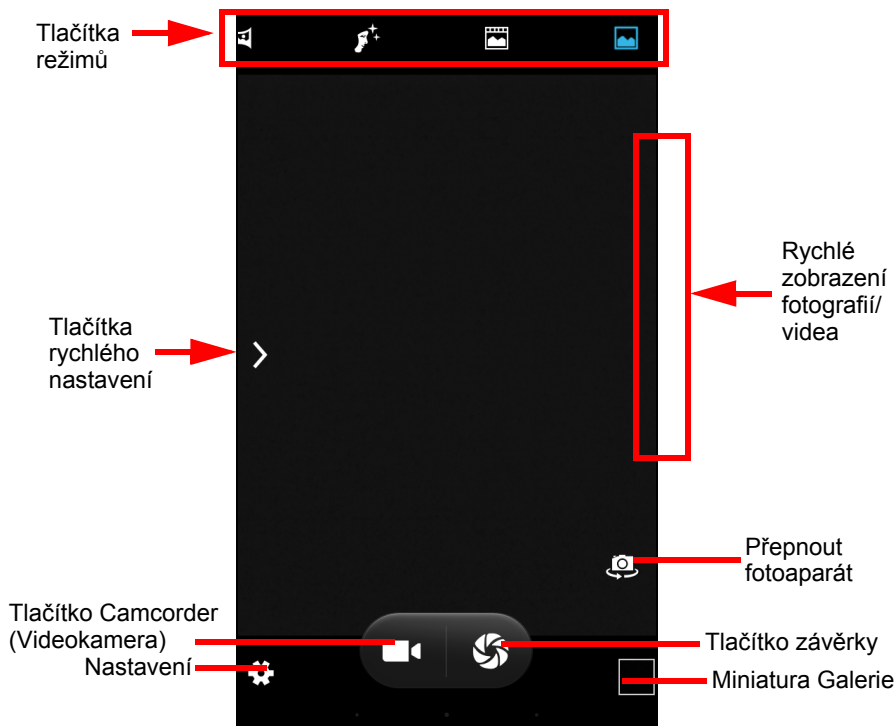 Tlačítka
režimů
Rychlé
zobrazení
fotografií/
videa
Tlačítka
rychlého
nastavení
Přepnout
fotoaparát
Tlačítko Camcorder
(Videokamera)
Nastavení
Tlačítko závěrky
Miniatura Galerie